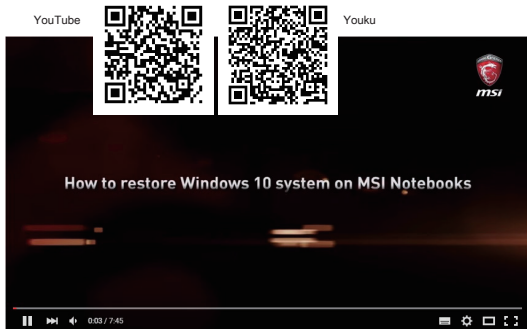 YouTube
Youku
msi
How to restore Windows 10 system on MSI Notebooks
0:03 / 7:45